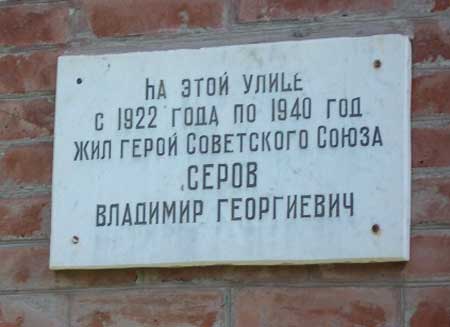 НА ЭТОЙ УЛИЦЕ
С 1922 ГОДА ПО 1940 ГОД
ЖИЛ ГЕРОЙ СОВЕТСКОГО СОЮЗА
СЕРОВ
ВЛАДИМИР ГЕОРГИЕВИЧ